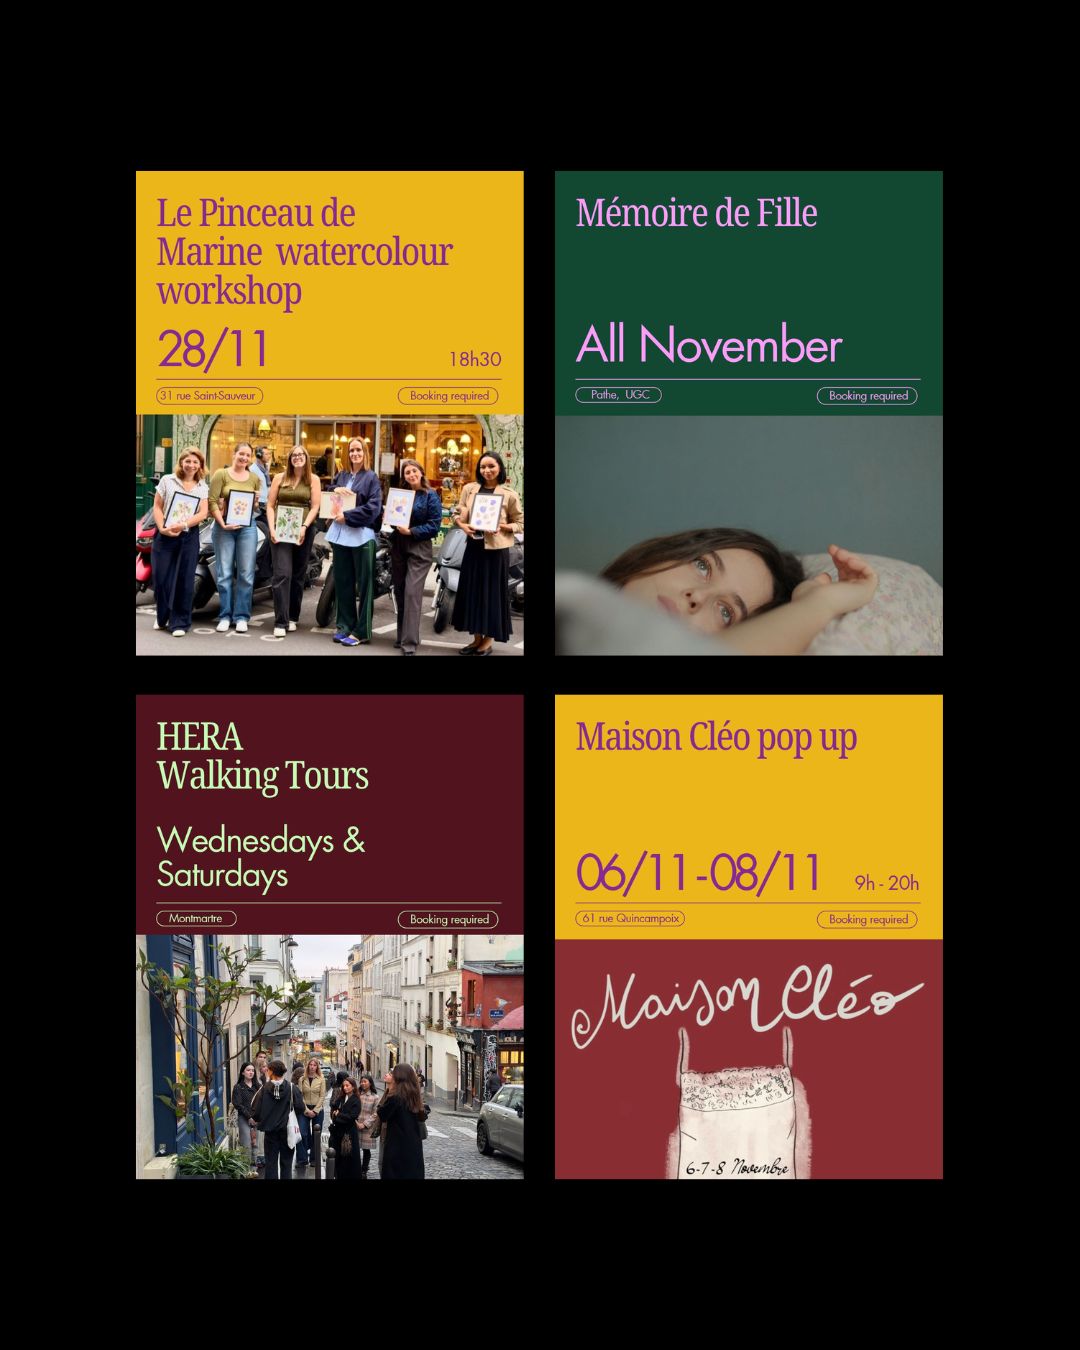 Le Pinceau de
Marine watercolour
workshop
28/11
18h30
31 rue Saint-Sauveur
Booking required
Mémoire de Fille
All November
Pathe, UGC
Booking required
HERA
Walking Tours
Wednesdays &
Saturdays
Montmartre
Booking required
Maison Cléo pop up
06/11 - 08/11
9h - 20h
61 rue Quincampoix
Booking required
Maison Cléo
6-7-8 Novembre